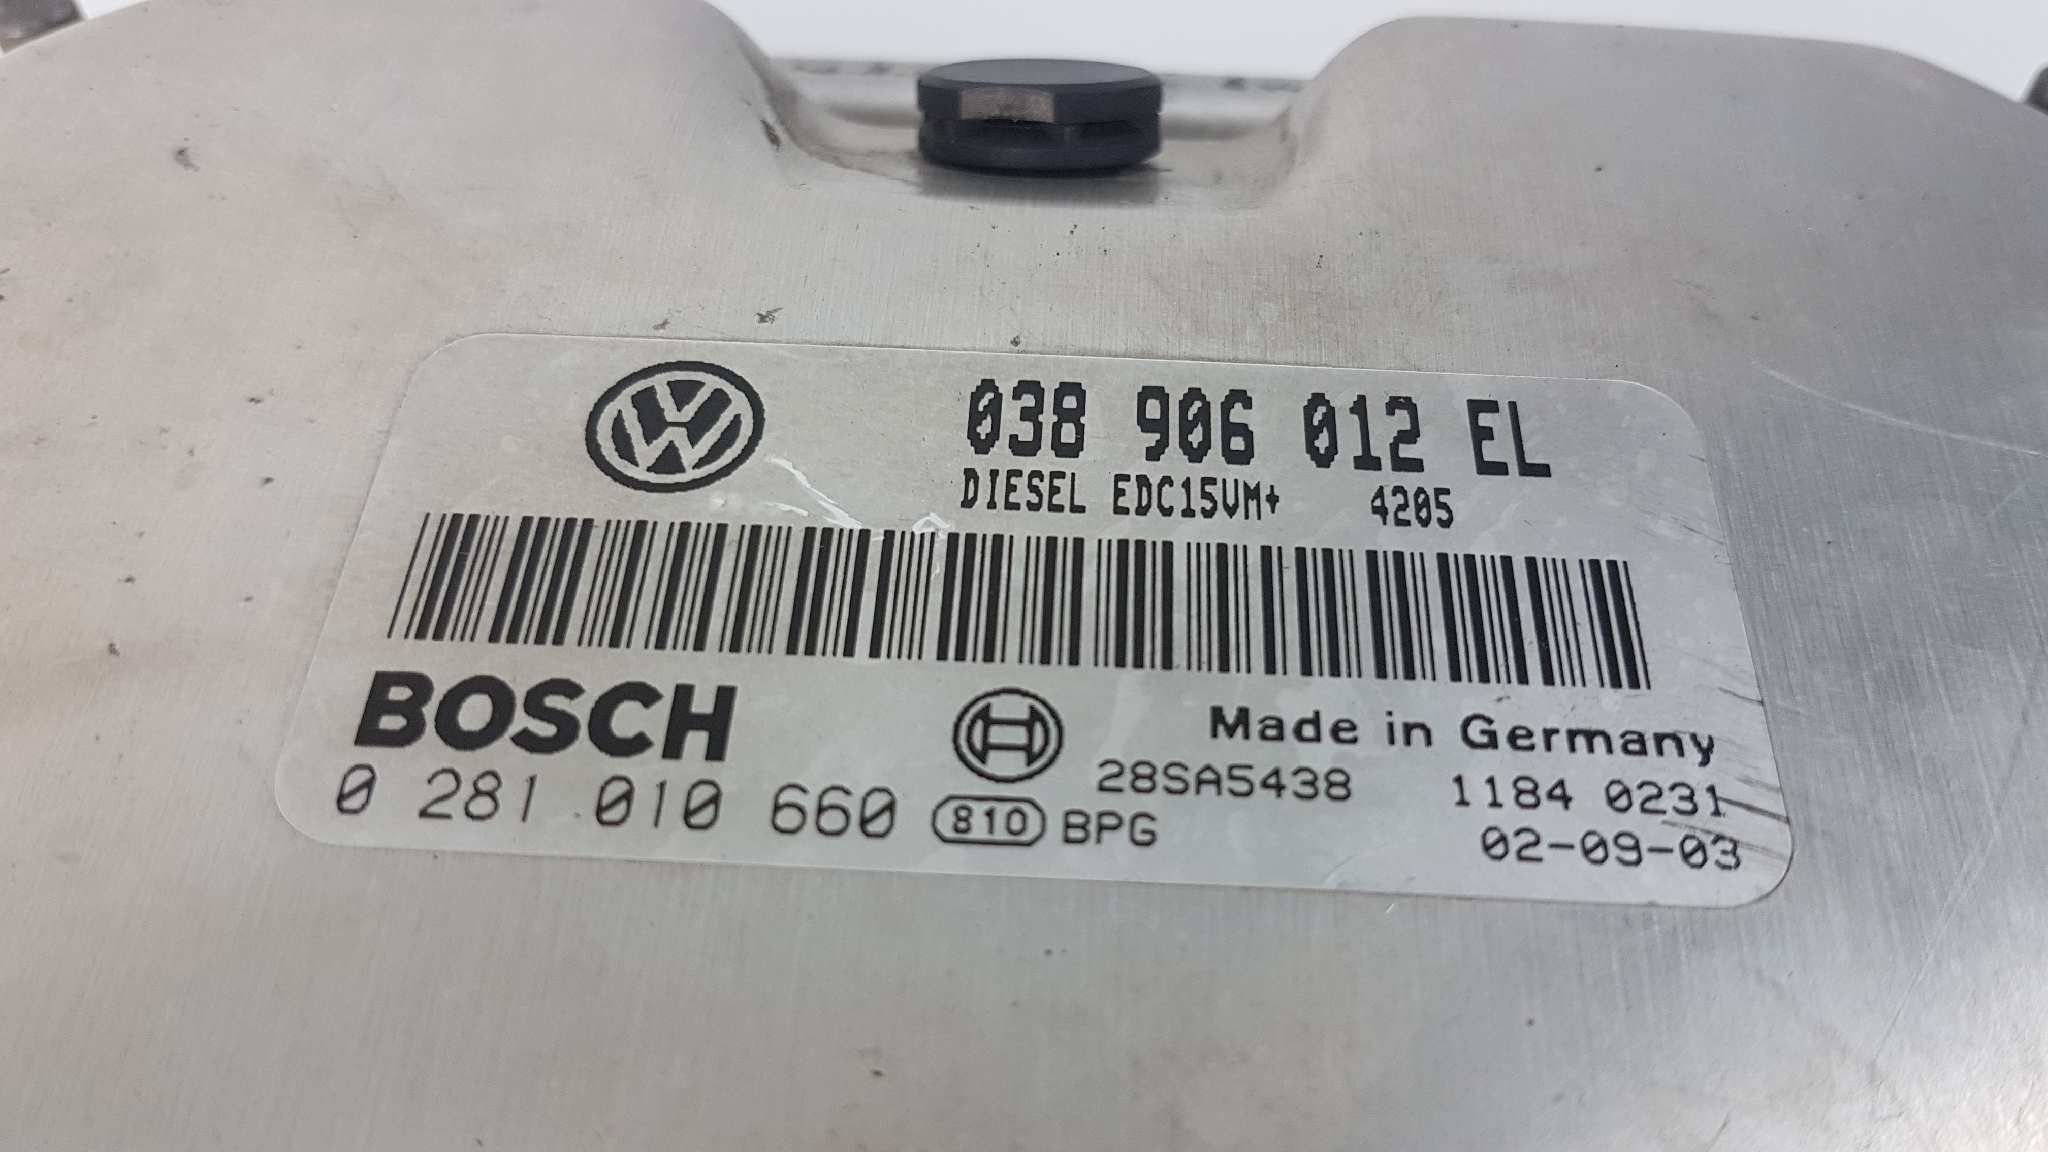 038 906 012 EL
DIESEL EDC15VM+ 4205
BOSCH
Made in Germany
28SA5438 1184 0231
0 281 010 660 810 BPG
02-09-03